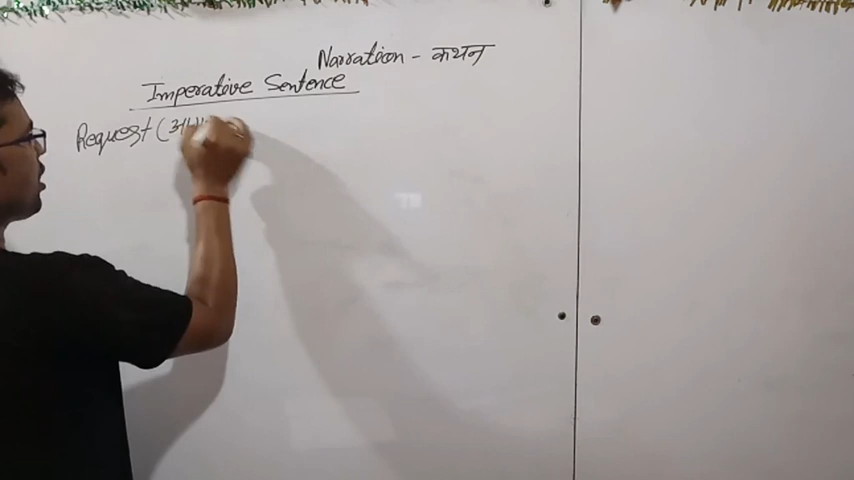 Narration - कथन
Imperative Sentence
Request (